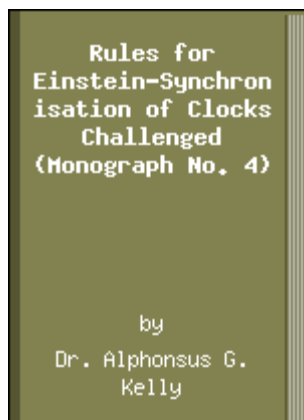 Rules for
Einstein-Synchron
isation of Clocks
Challenged
(Monograph No. 4)
by
Dr. Alphonsus G.
Kelly